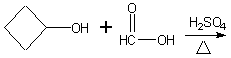 OH + O
HC—OH
H₂SO₄
△